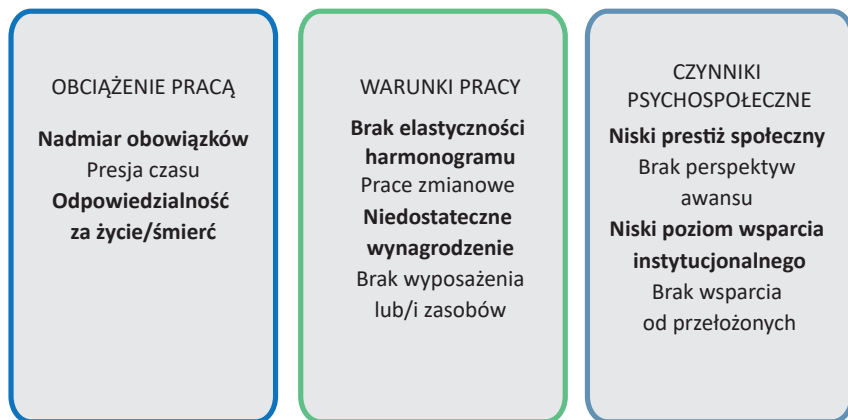 OBCIĄŻENIE PRACĄ
Nadmiar obowiązków
Presja czasu
Odpowiedzialność
za życie/śmierć
WARUNKI PRACY
Brak elastyczności
harmonogramu
Prace zmianowe
Niedostateczne
wynagrodzenie
Brak wyposażenia
lub/i zasobów
CZYNNIKI
PSYCHOSPOŁECZNE
Niski prestiż społeczny
Brak perspektyw
awansu
Niski poziom wsparcia
instytucjonalnego
Brak wsparcia
od przełożonych